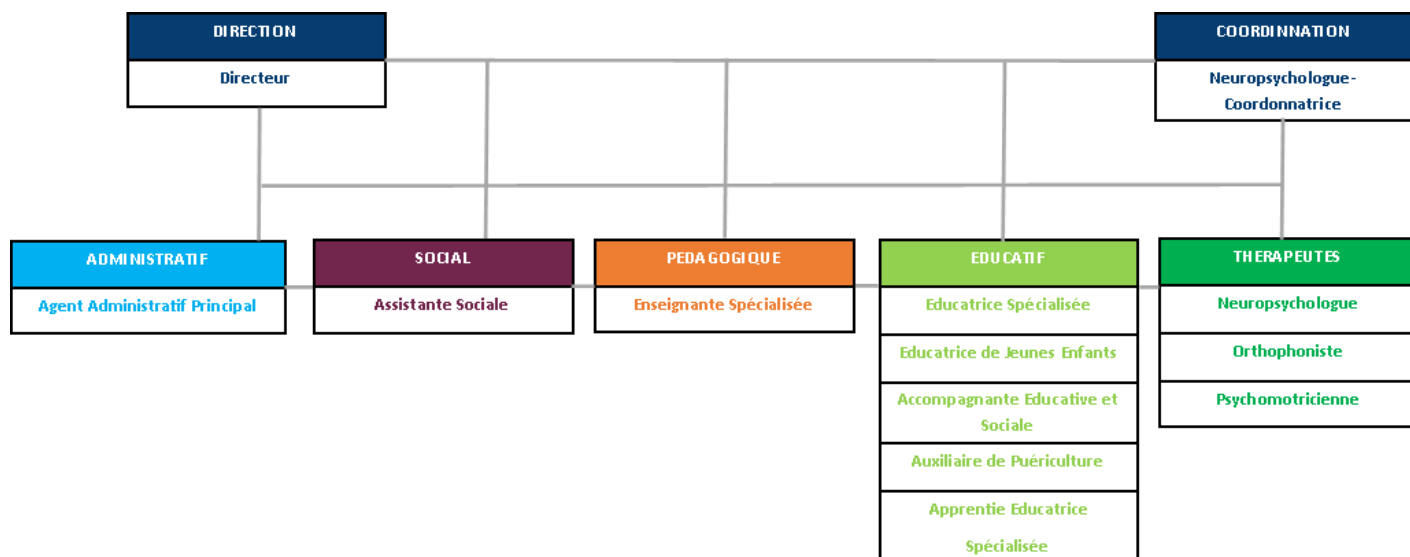 DIRECTION
Directeur
COORDINNATION
Neuropsychologue-
Coordonnatrice
ADMINISTRATIF
Agent Administratif Principal
SOCIAL
Assistante Sociale
PEDAGOGIQUE
Enseignante Spécialisée
EDUCATIF
Educatrice Spécialisée
Educatrice de Jeunes Enfants
Accompagnante Educative et
Sociale
Auxiliaire de Puériculture
Apprentie Educatrice
Spécialisée
THERAPEUTES
Neuropsychologue
Orthophoniste
Psychomotricienne